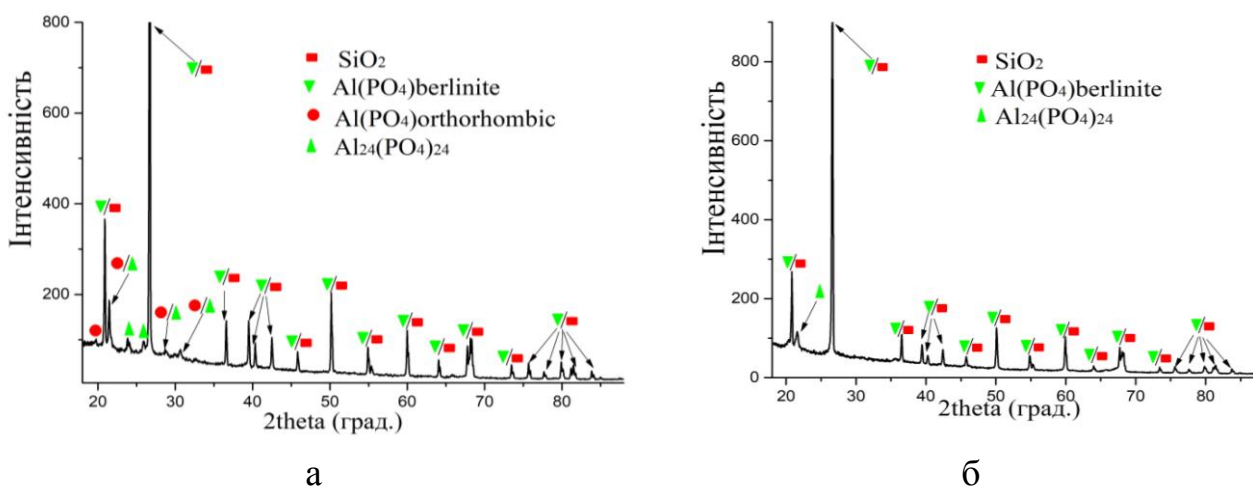 800
600
400
200
Інтенсивність
SiO₂
Al(PO₄)berlinite
Al(PO₄)orthorhombic
Al₂₄(PO₄)₂₄
20 30 40 50 60 70 80
2theta (град.)
а
800
600
400
200
0
Інтенсивність
SiO₂
Al(PO₄)berlinite
Al₂₄(PO₄)₂₄
20 30 40 50 60 70 80
2theta (град.)
б